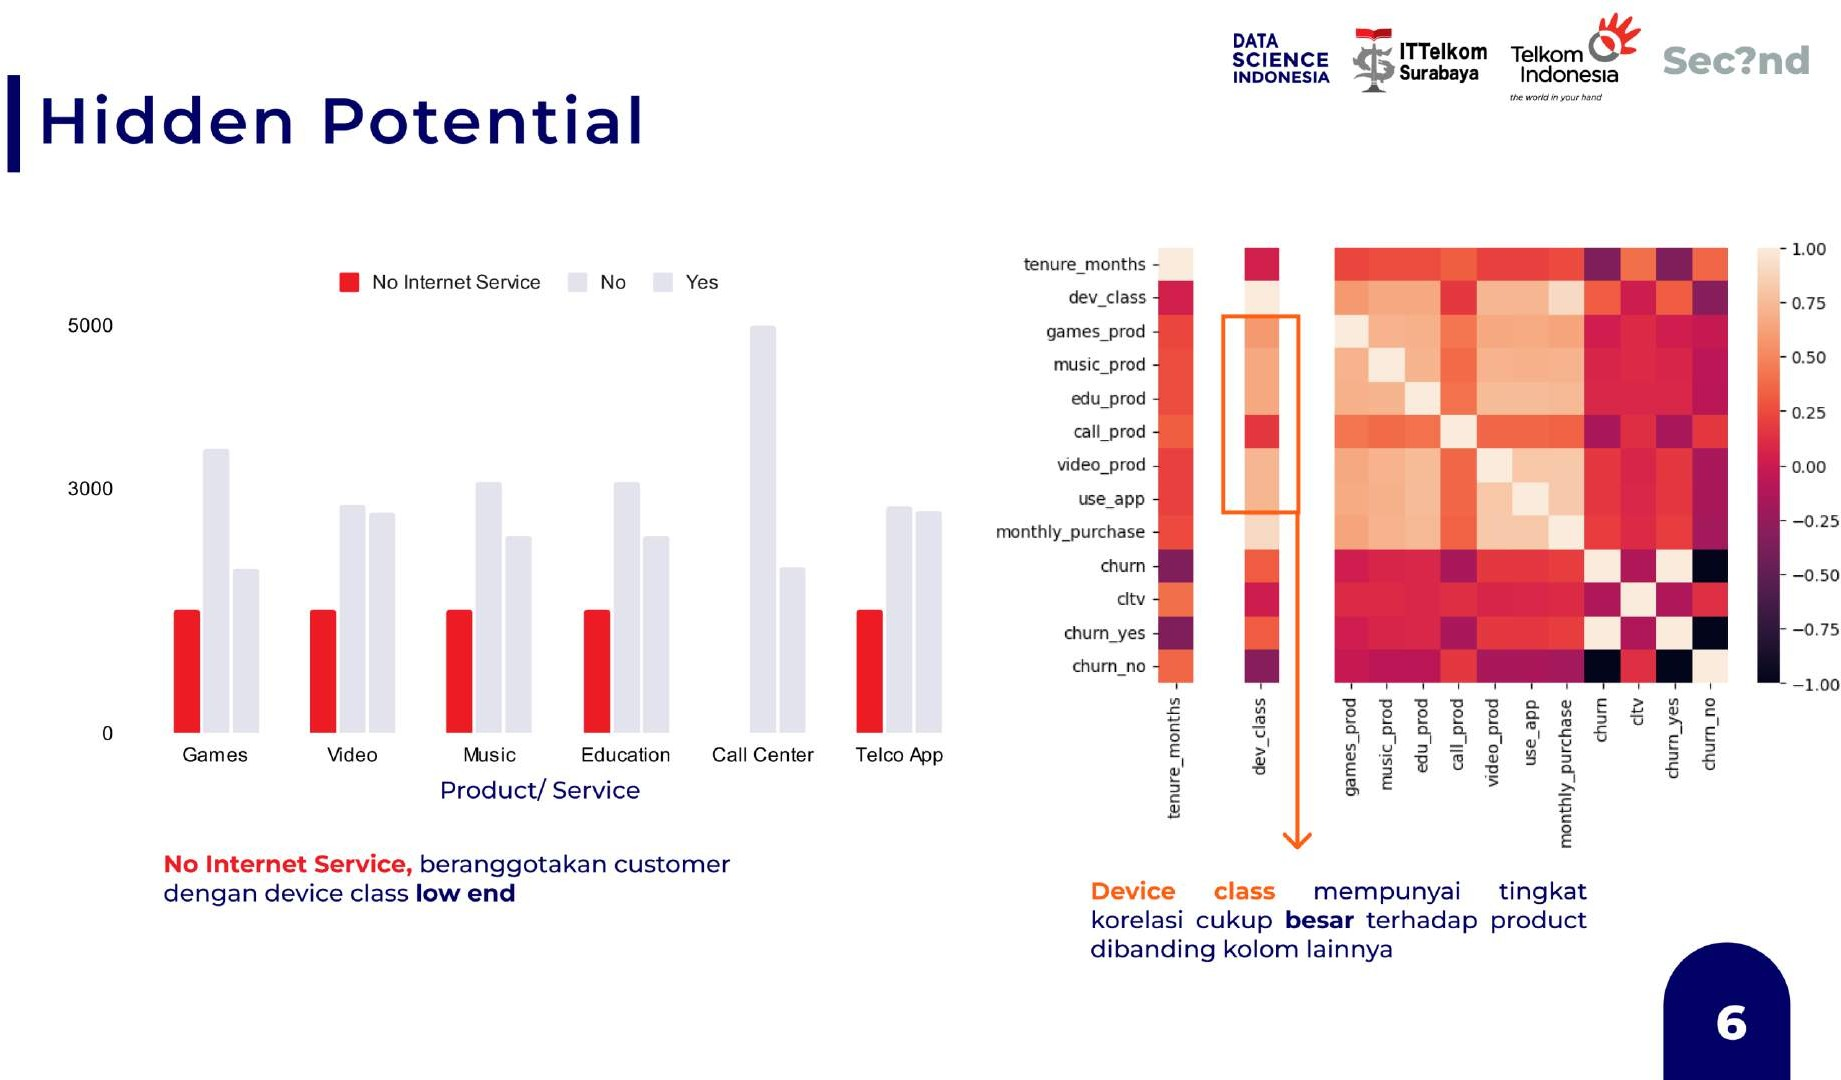 DATA
SCIENCE
INDONESIA
ITTelkom
Surabaya
Telkom
Indonesia
the world in your hand
Sec?nd
Hidden Potential
No Internet Service
No
Yes
5000
3000
0
Games
Video
Music
Education
Call Center
Telco App
Product/ Service
No Internet Service, beranggotakan customer
dengan device class low end
tenure_months
dev_class
games_prod
music_prod
edu_prod
call_prod
video_prod
use_app
monthly_purchase
churn
cltv
churn_yes
churn_no
tenure_months
dev_class
games_prod
music_prod
edu_prod
call_prod
video_prod
use_app
monthly_purchase
churn
cltv
churn_yes
churn_no
1.00
0.75
0.50
0.25
0.00
−0.25
−0.50
−0.75
−1.00
Device class mempunyai tingkat
korelasi cukup besar terhadap product
dibanding kolom lainnya
6